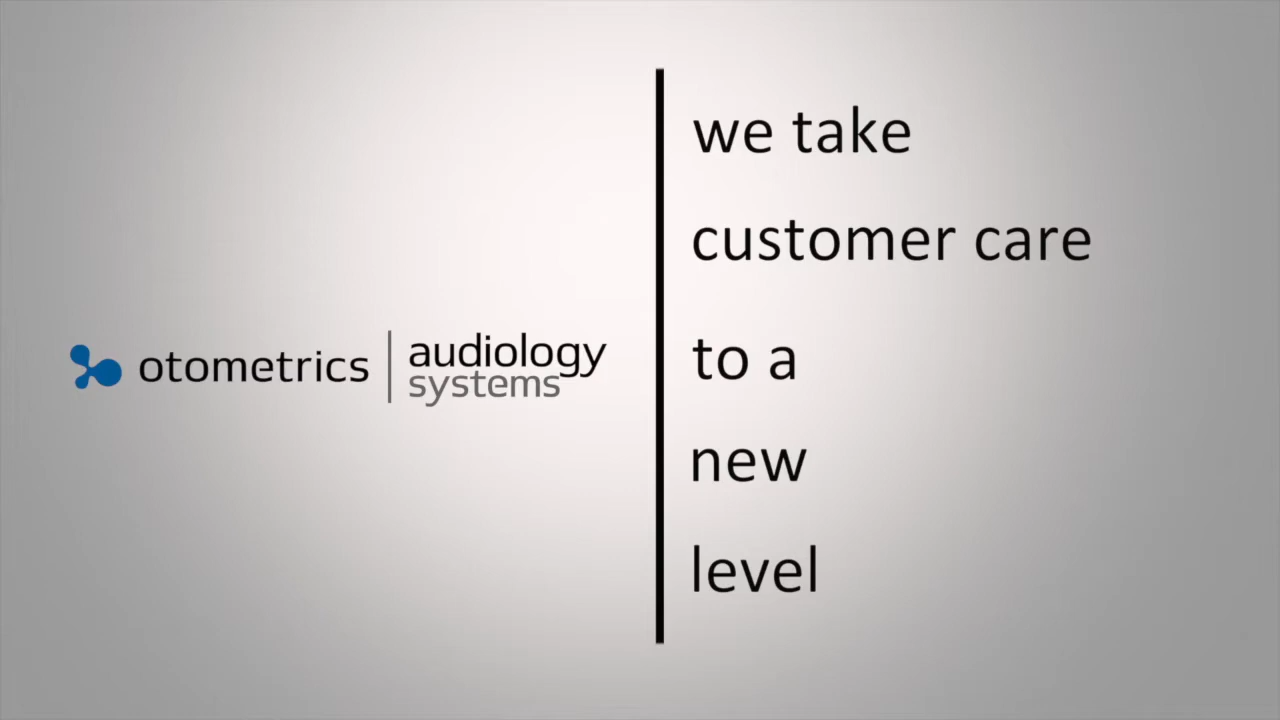 otometrics
audiology
systems
we take
customer care
to a
new
level